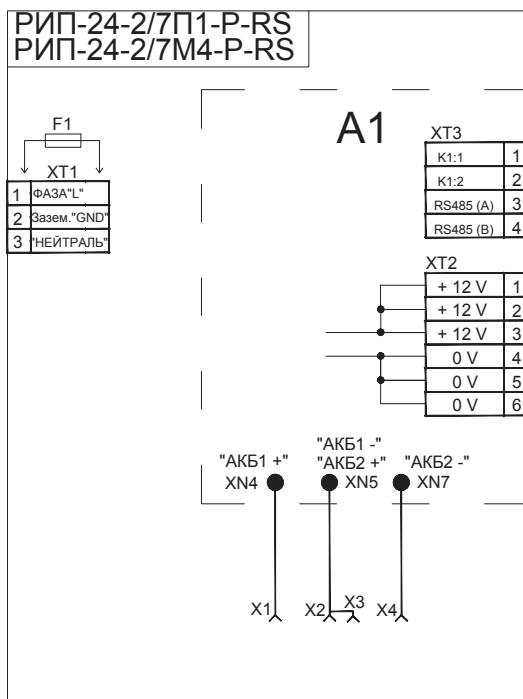 РИП-24-2/7П1-P-RS
РИП-24-2/7М4-P-RS
A1
F1
XT1
1 ФАЗА"L"
2 Зазем."GND"
3 "НЕЙТРАЛЬ"
XT3
K1:1 1
K1:2 2
RS485 (A) 3
RS485 (B) 4
XT2
+ 12 V 1
+ 12 V 2
+ 12 V 3
0 V 4
0 V 5
0 V 6
"АКБ1 +"
XN4
"АКБ1 -"
"АКБ2 +"
XN5
"АКБ2 -"
XN7
X1 X2 X3 X4